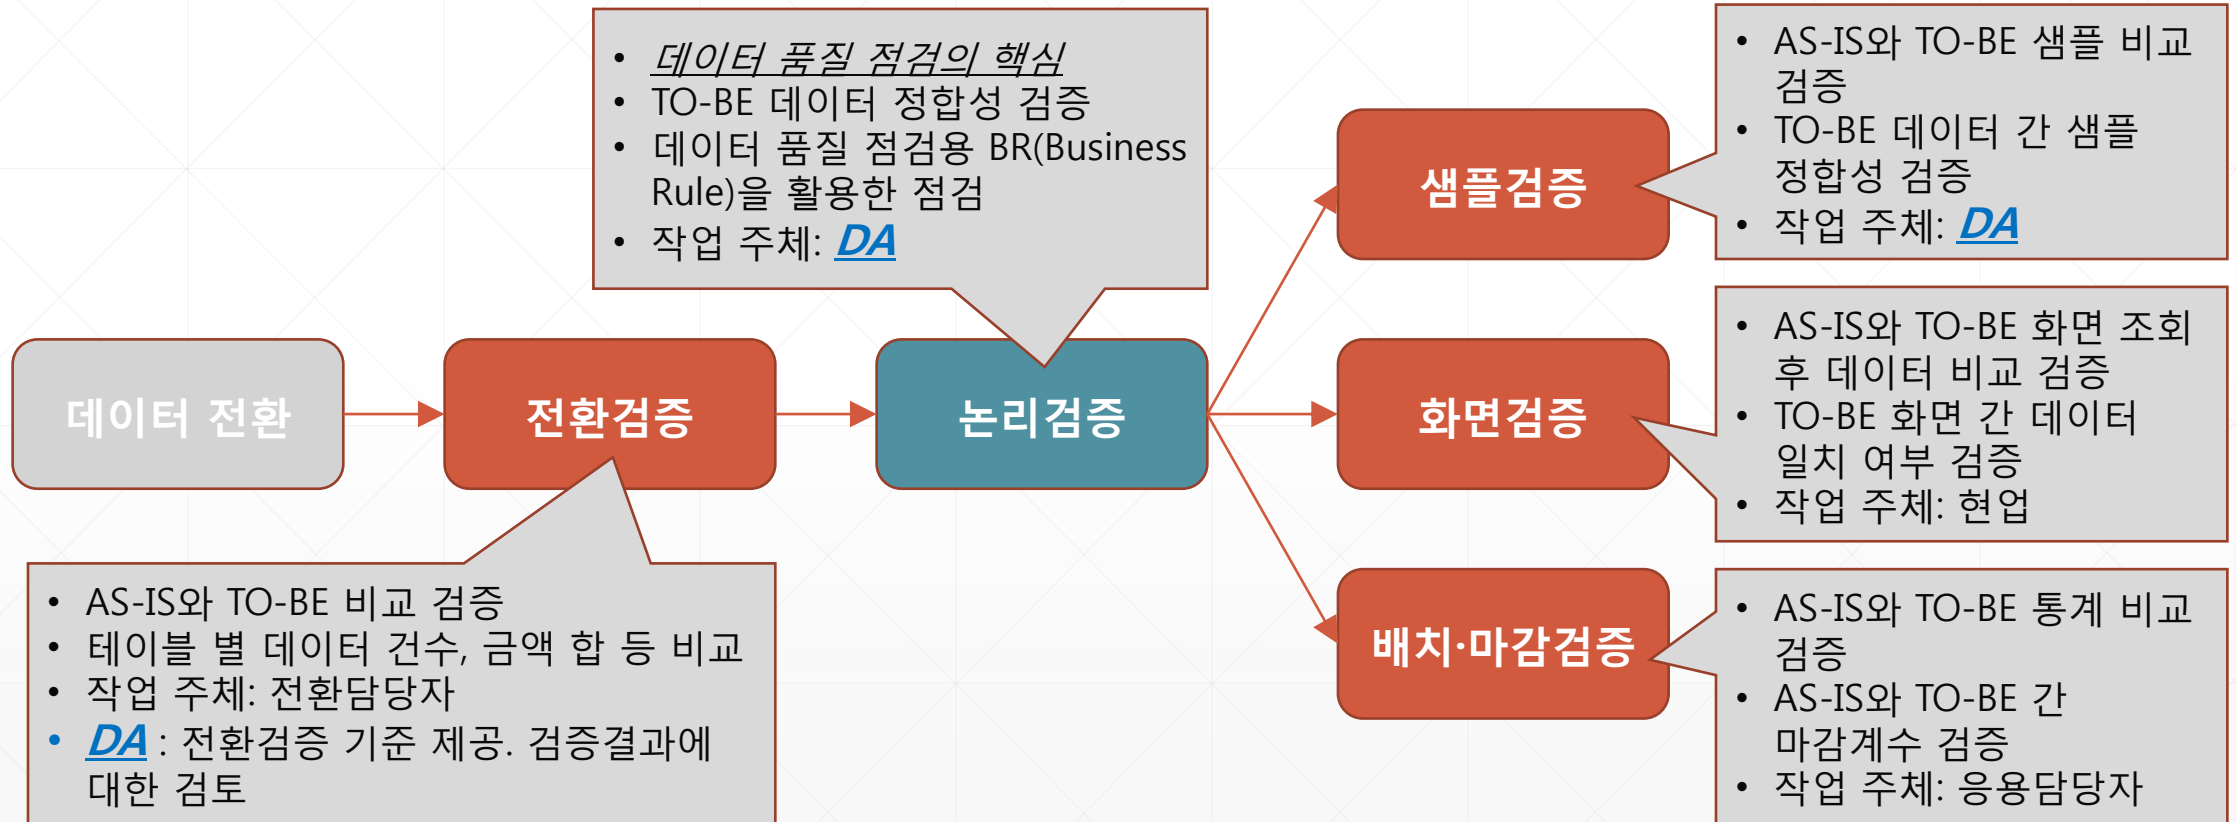 • 데이터 품질 점검의 핵심
• TO-BE 데이터 정합성 검증
• 데이터 품질 점검용 BR(Business
Rule)을 활용한 점검
• 작업 주체: DA
• AS-IS와 TO-BE 샘플 비교
검증
• TO-BE 데이터 간 샘플
정합성 검증
• 작업 주체: DA
샘플검증
데이터 전환
전환검증
논리검증
화면검증
• AS-IS와 TO-BE 화면 조회
후 데이터 비교 검증
• TO-BE 화면 간 데이터
일치 여부 검증
• 작업 주체: 현업
• AS-IS와 TO-BE 비교 검증
• 테이블 별 데이터 건수, 금액 합 등 비교
• 작업 주체: 전환담당자
• DA : 전환검증 기준 제공. 검증결과에
대한 검토
배치·마감검증
• AS-IS와 TO-BE 통계 비교
검증
• AS-IS와 TO-BE 간
마감계수 검증
• 작업 주체: 응용담당자